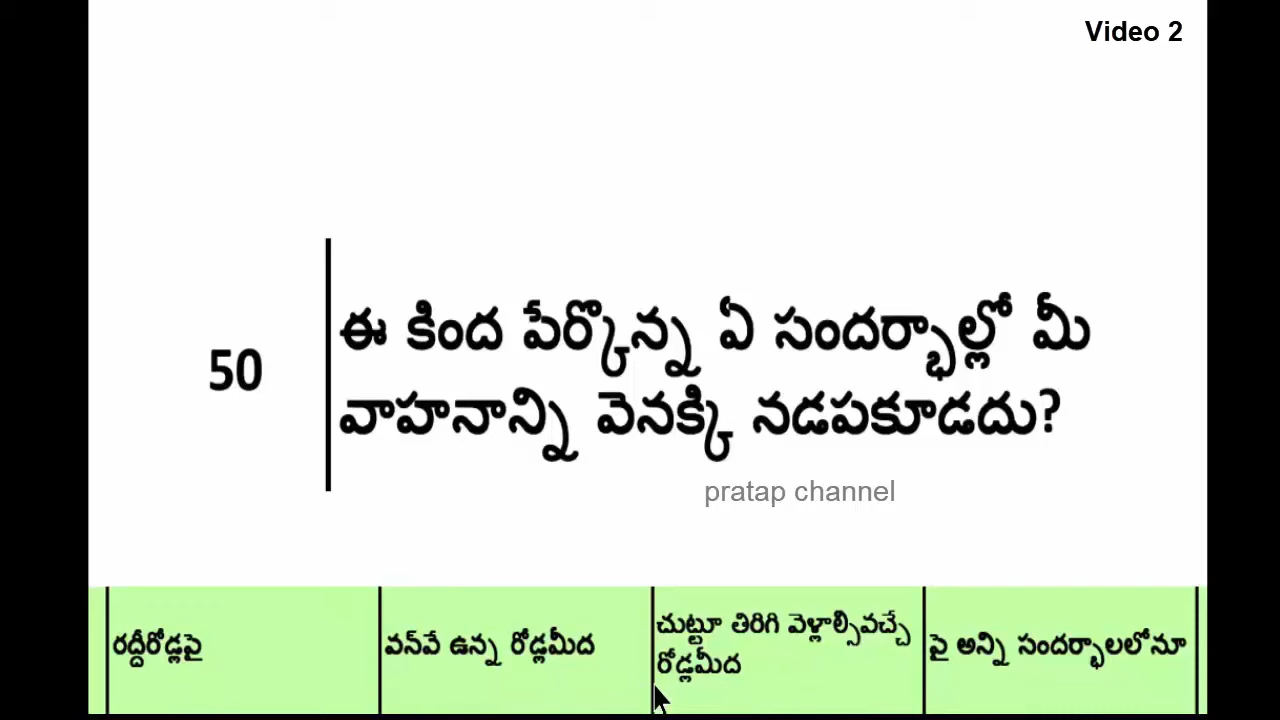 Video 2
50
ఈ కింద పేర్కొన్న ఏ సందర్భాల్లో మీ
వాహనాన్ని వెనక్కి నడపకూడదు?
pratap channel
రద్దీరోడ్లపై
వన్‌వే ఉన్న రోడ్లమీద
చుట్టూ తిరిగి వెళ్లాల్సివచ్చే
రోడ్లమీద
పై అన్ని సందర్భాలలోనూ